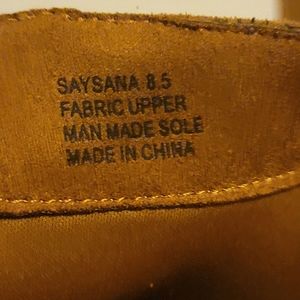 SAYSANA 8.5
FABRIC UPPER
MAN MADE SOLE
MADE IN CHINA